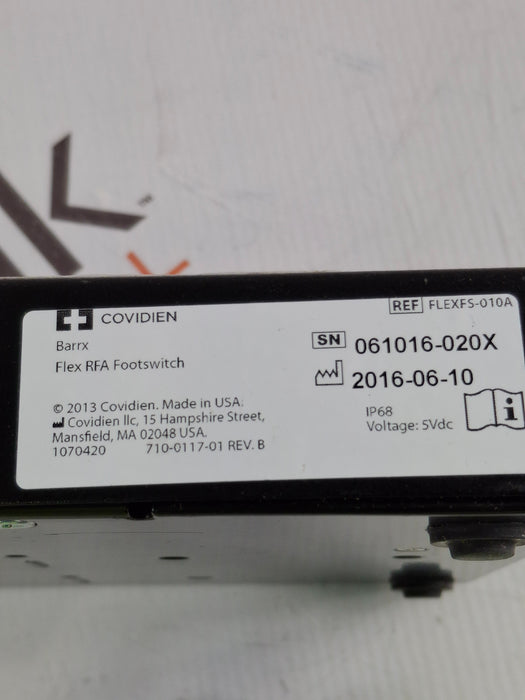 COVIDIEN
Barrx
Flex RFA Footswitch
© 2013 Covidien. Made in USA.
Covidien llc, 15 Hampshire Street,
Mansfield, MA 02048 USA.
1070420 710-0117-01 REV. B
REF FLEXFS-010A
SN 061016-020X
2016-06-10
IP68
Voltage: 5Vdc
i